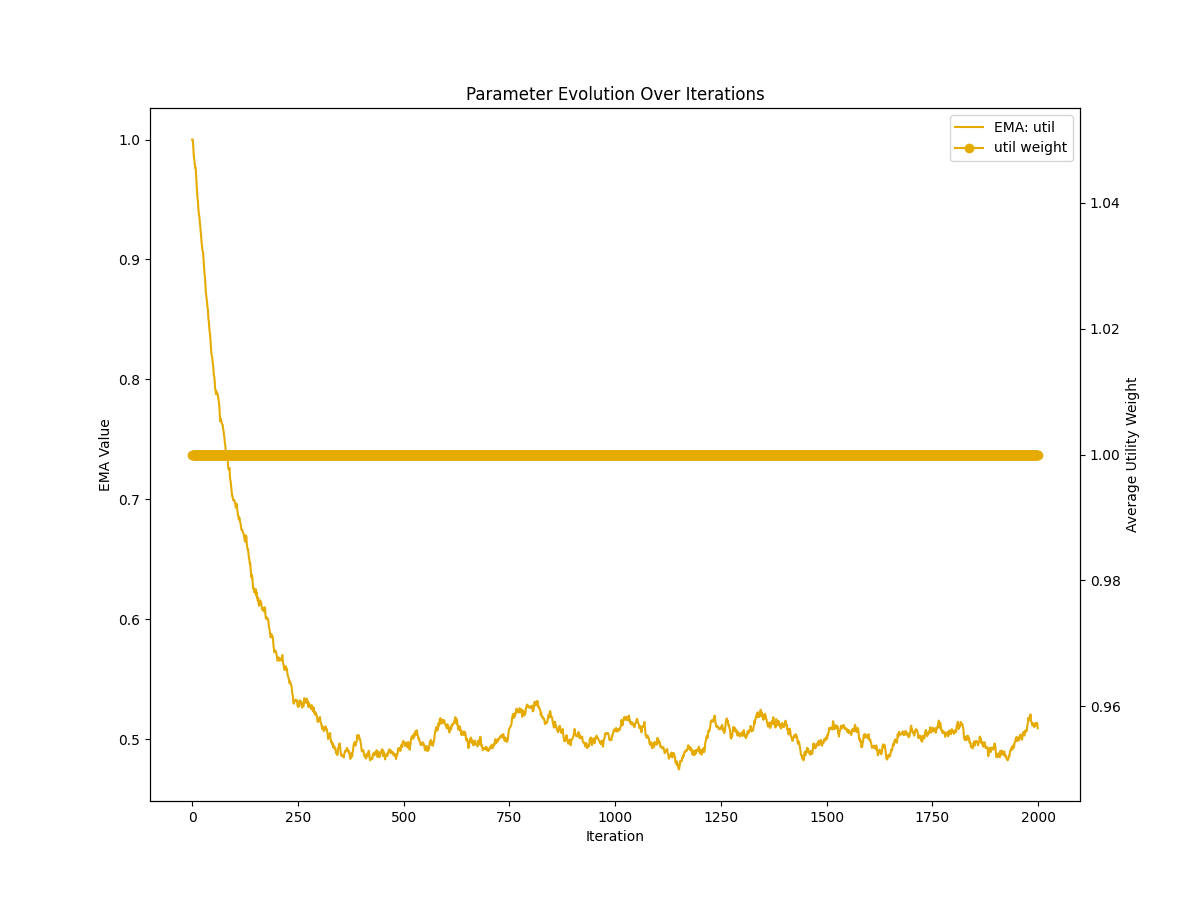 Parameter Evolution Over Iterations
EMA: util
util weight
1.0
0.9
0.8
0.7
0.6
0.5
EMA Value
1.04
1.02
1.00
0.98
0.96
Average Utility Weight
0 250 500 750 1000 1250 1500 1750 2000
Iteration